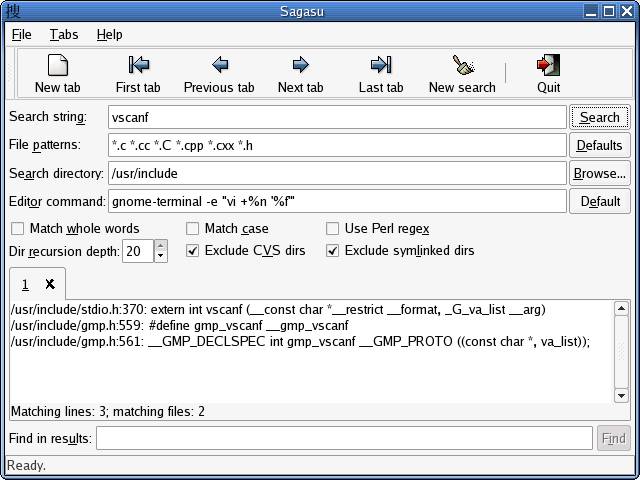 搜 Sagasu
File Tabs Help
New tab First tab Previous tab Next tab Last tab New search Quit
Search string: vscanf Search
File patterns: *.c *.cc *.C *.cpp *.cxx *.h Defaults
Search directory: /usr/include Browse...
Editor command: gnome-terminal -e "vi +%n '%f'" Default
Match whole words Match case Use Perl regex
Dir recursion depth: 20 Exclude CVS dirs Exclude symlinked dirs
1
/usr/include/stdio.h:370: extern int vscanf (__const char *__restrict __format, _G_va_list __arg)
/usr/include/gmp.h:559: #define gmp_vscanf __gmp_vscanf
/usr/include/gmp.h:561: __GMP_DECLSPEC int gmp_vscanf __GMP_PROTO ((const char *, va_list));
Matching lines: 3; matching files: 2
Find in results: Find
Ready.